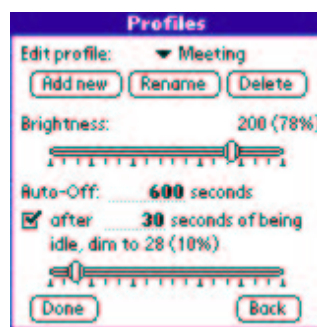 Profiles
Edit profile: Meeting
Add new Rename Delete
Brightness: 200 (78%)
Auto-Off: 600 seconds
after 30 seconds of being
idle, dim to 28 (10%)
Done Back